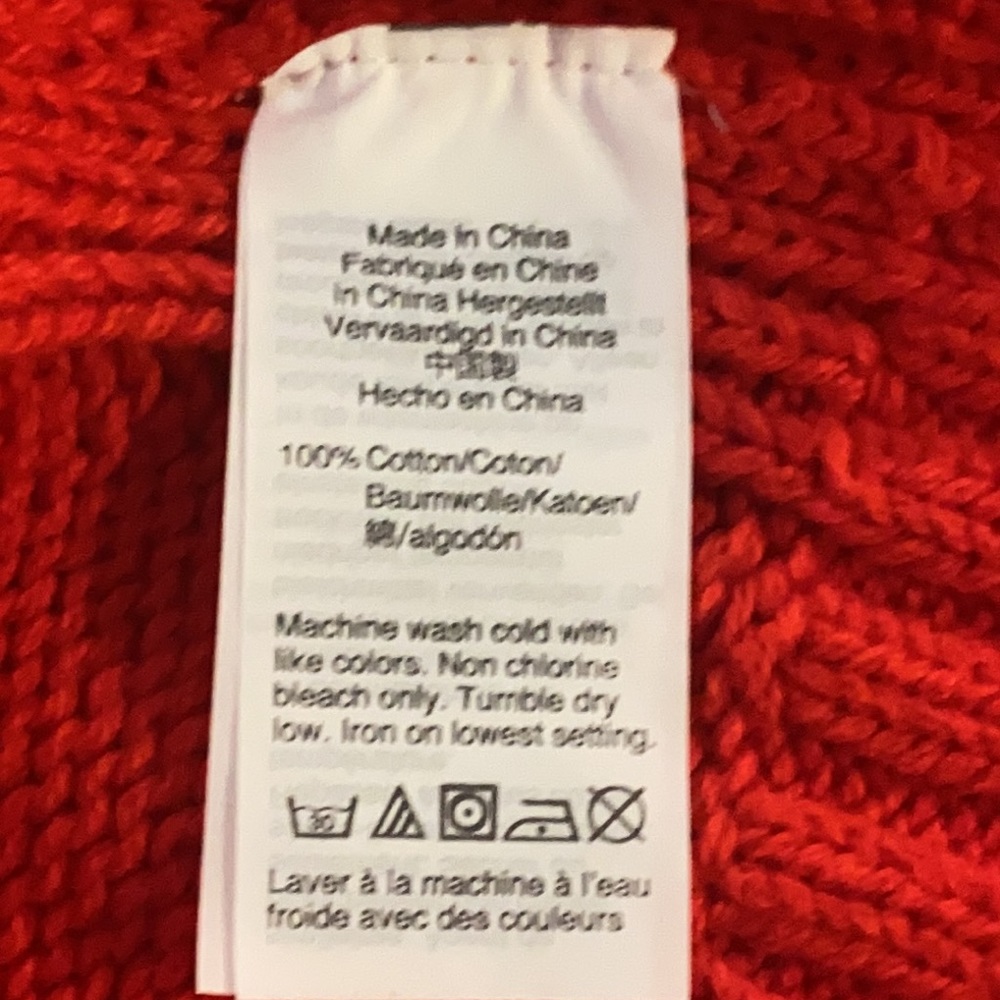 Made in China
Fabriqué en Chine
In China Hergestellt
Vervaardigd in China
中国製
Hecho en China
100% Cotton/Coton/
Baumwolle/Katoen/
綿/algodón
Machine wash cold with
like colors. Non chlorine
bleach only. Tumble dry
low. Iron on lowest setting.
30
Laver à la machine à l'eau
froide avec des couleurs